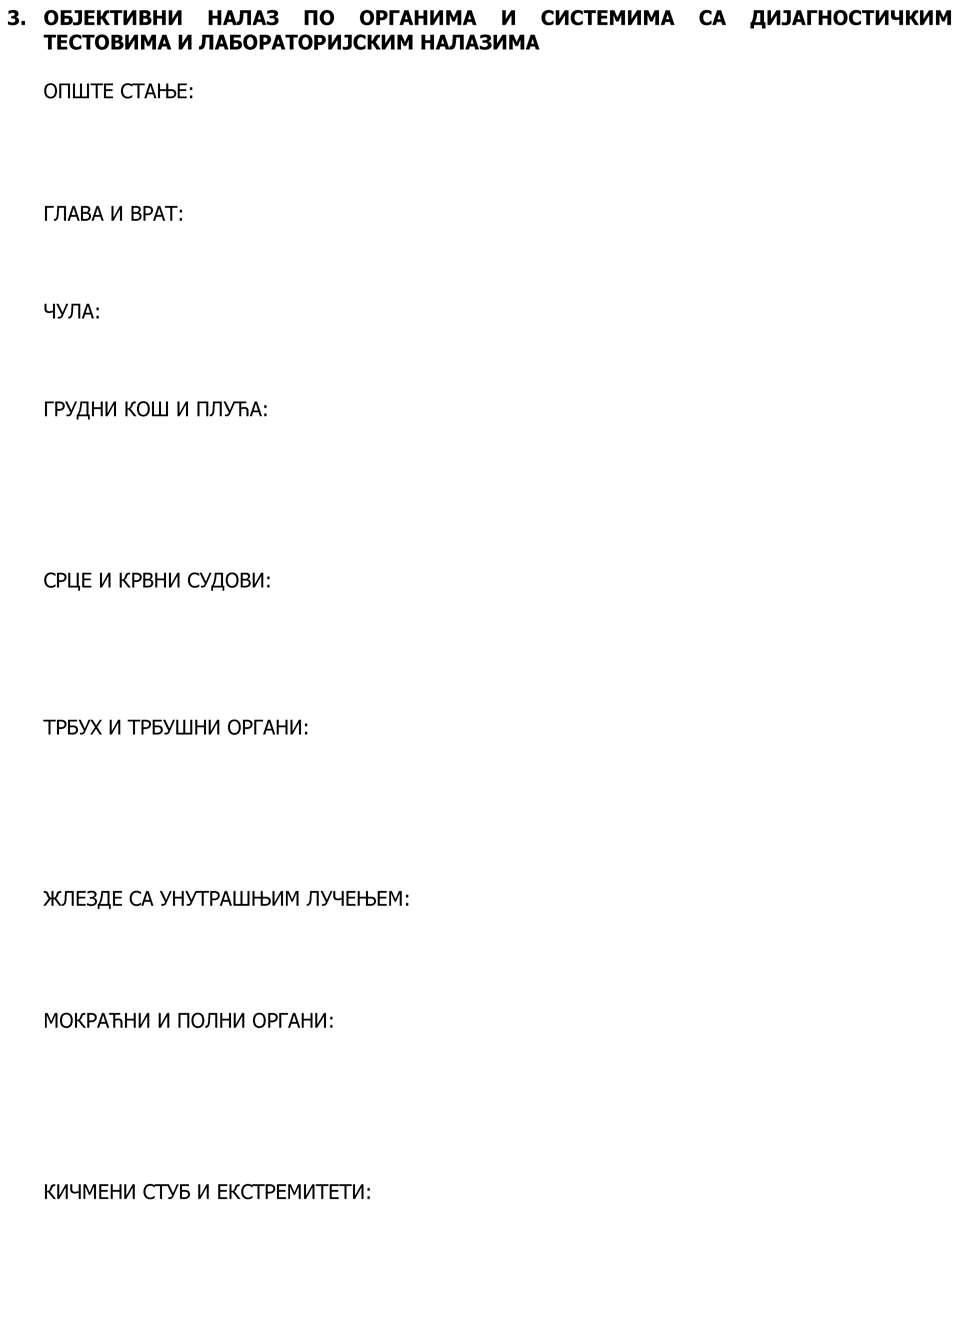 3. ОБЈЕКТИВНИ НАЛАЗ ПО ОРГАНИМА И СИСТЕМИМА СА ДИЈАГНОСТИЧКИМ
ТЕСТОВИМА И ЛАБОРАТОРИЈСКИМ НАЛАЗИМА
ОПШТЕ СТАЊЕ:
ГЛАВА И ВРАТ:
ЧУЛА:
ГРУДНИ КОШ И ПЛУЋА:
СРЦЕ И КРВНИ СУДОВИ:
ТРБУХ И ТРБУШНИ ОРГАНИ:
ЖЛЕЗДЕ СА УНУТРАШЊИМ ЛУЧЕЊЕМ:
МОКРАЋНИ И ПОЛНИ ОРГАНИ:
КИЧМЕНИ СТУБ И ЕКСТРЕМИТЕТИ: